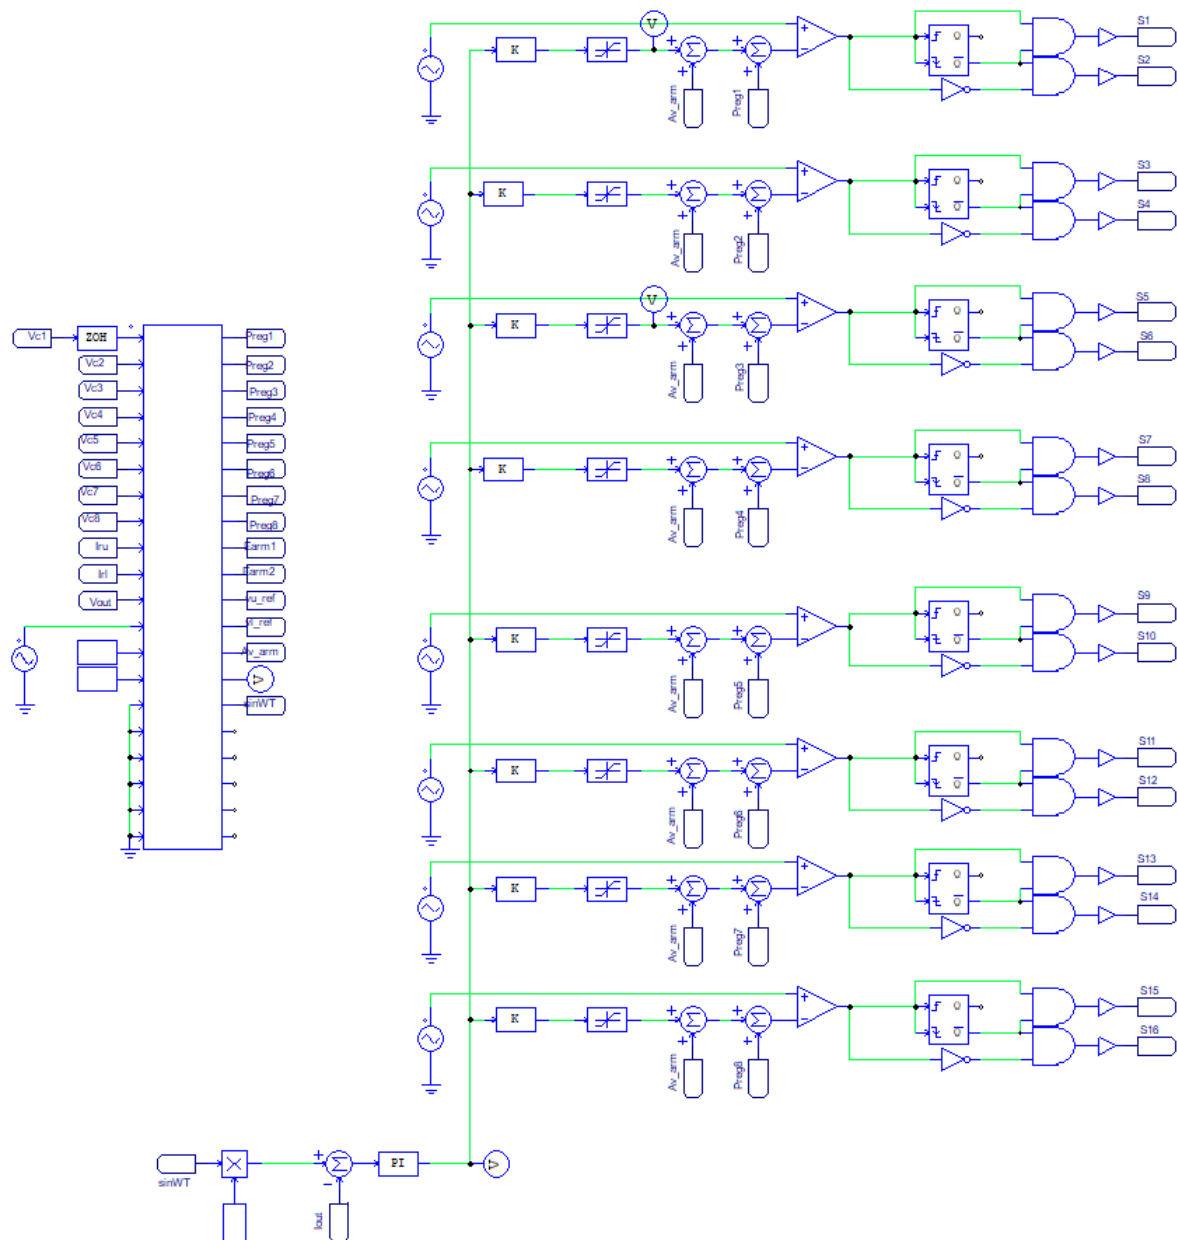 V
S1
K
+
+
Σ
+
Σ
+
+
−
Q
Q
S2
Av_arm
Preg1
S3
K
+
+
Σ
+
Σ
+
+
−
Q
Q
S4
Av_arm
Preg2
V
S5
K
+
+
Σ
+
Σ
+
+
−
Q
Q
S6
Av_arm
Preg3
Vc1
ZOH
Preg1
Vc2
Preg2
Vc3
Preg3
Vc4
Preg4
Vc5
Preg5
Vc6
Preg6
Vc7
Preg7
Vc8
Preg8
Iru
Earm1
Irl
Earm2
Vout
vu_ref
vl_ref
Av_arm
V
sinWT
S7
K
+
+
Σ
+
Σ
+
+
−
Q
Q
S8
Av_arm
Preg4
S9
K
+
+
Σ
+
Σ
+
+
−
Q
Q
S10
Av_arm
Preg5
S11
K
+
+
Σ
+
Σ
+
+
−
Q
Q
S12
Av_arm
Preg6
S13
K
+
+
Σ
+
Σ
+
+
−
Q
Q
S14
Av_arm
Preg7
S15
K
+
+
Σ
+
Σ
+
+
−
Q
Q
S16
Av_arm
Preg8
sinWT
+
Σ
−
PI
V
Iout